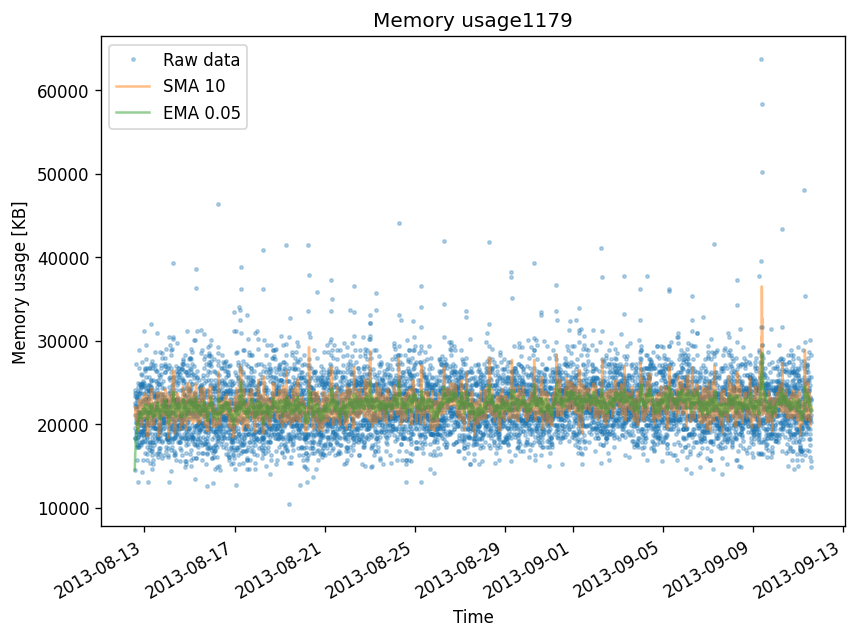 Memory usage1179
Raw data
SMA 10
EMA 0.05
Memory usage [KB]
60000
50000
40000
30000
20000
10000
2013-08-13
2013-08-17
2013-08-21
2013-08-25
2013-08-29
2013-09-01
2013-09-05
2013-09-09
2013-09-13
Time